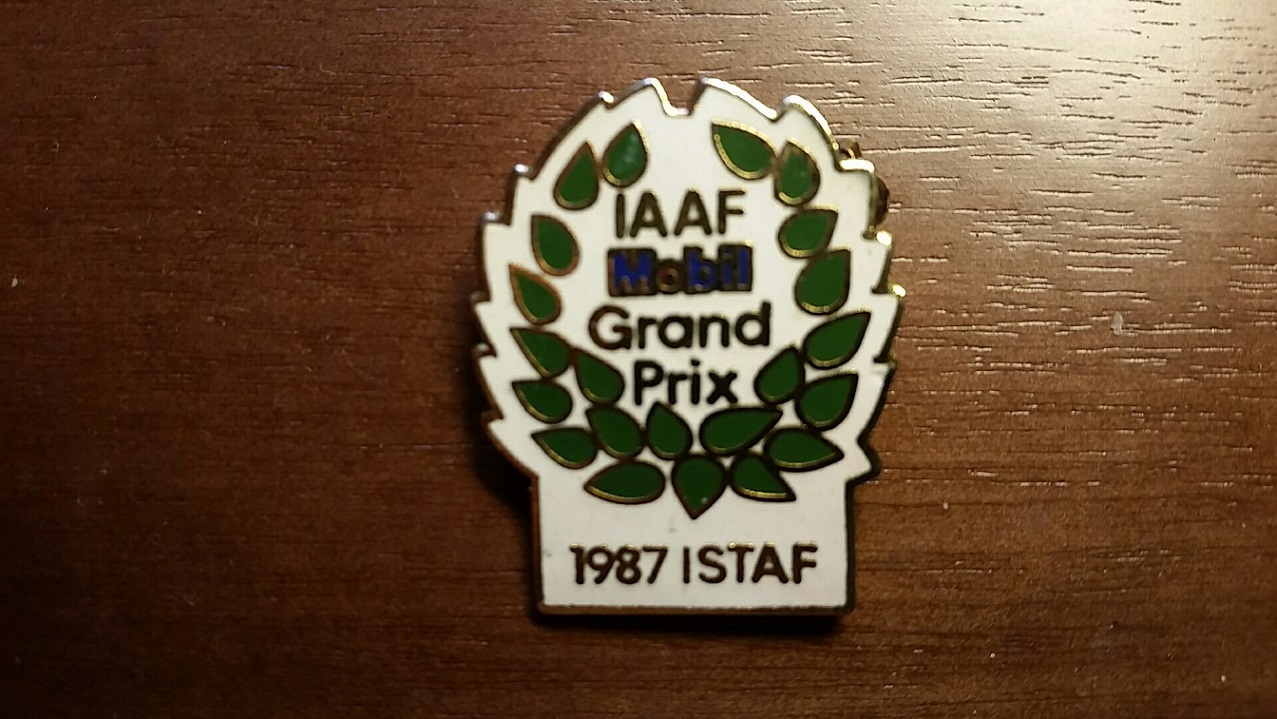 IAAF
Mobil
Grand
Prix
1987 ISTAF